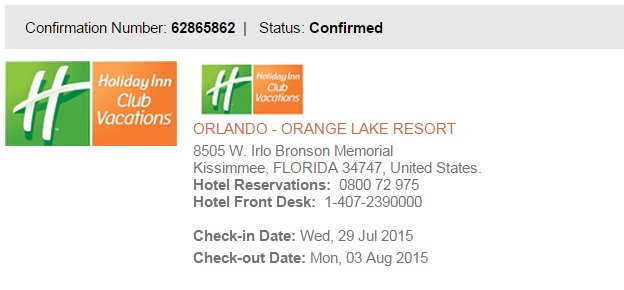 Confirmation Number: 62865862 | Status: Confirmed
Holiday Inn
Club
Vacations
Holiday Inn
Club
Vacations
ORLANDO - ORANGE LAKE RESORT
8505 W. Irlo Bronson Memorial
Kissimmee, FLORIDA 34747, United States.
Hotel Reservations: 0800 72 975
Hotel Front Desk: 1-407-2390000
Check-in Date: Wed, 29 Jul 2015
Check-out Date: Mon, 03 Aug 2015